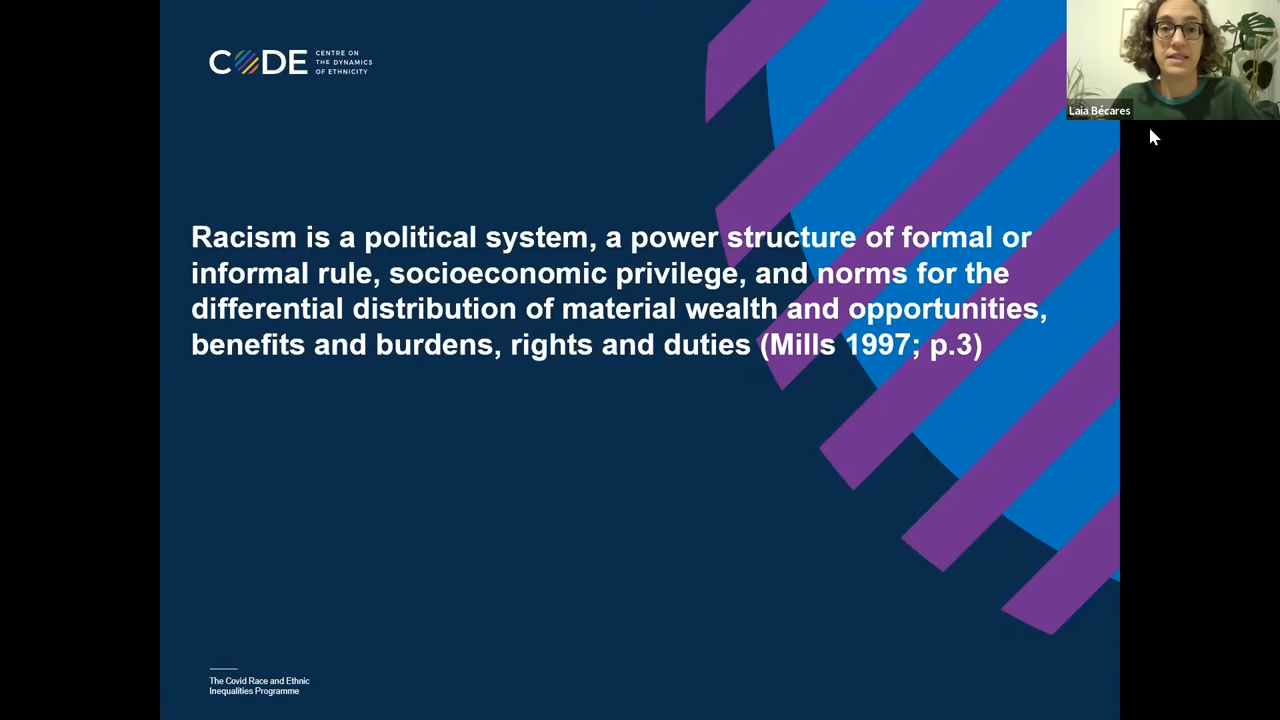 CODE
CENTRE ON
THE DYNAMICS
OF ETHNICITY
Laia Bécares
Racism is a political system, a power structure of formal or
informal rule, socioeconomic privilege, and norms for the
differential distribution of material wealth and opportunities,
benefits and burdens, rights and duties (Mills 1997; p.3)
The Covid Race and Ethnic
Inequalities Programme